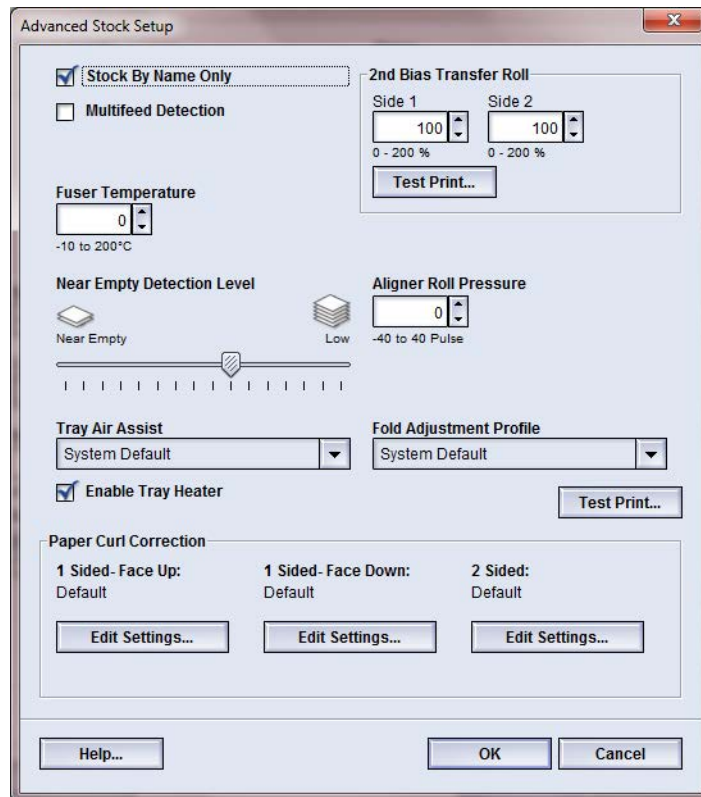 Advanced Stock Setup
Stock By Name Only
Multifeed Detection
2nd Bias Transfer Roll
Side 1 Side 2
100 100
0 - 200 % 0 - 200 %
Test Print...
Fuser Temperature
0
-10 to 200°C
Near Empty Detection Level
Near Empty Low
Aligner Roll Pressure
0
-40 to 40 Pulse
Tray Air Assist
System Default
Enable Tray Heater
Fold Adjustment Profile
System Default
Test Print...
Paper Curl Correction
1 Sided- Face Up: 1 Sided- Face Down: 2 Sided:
Default Default Default
Edit Settings... Edit Settings... Edit Settings...
Help... OK Cancel